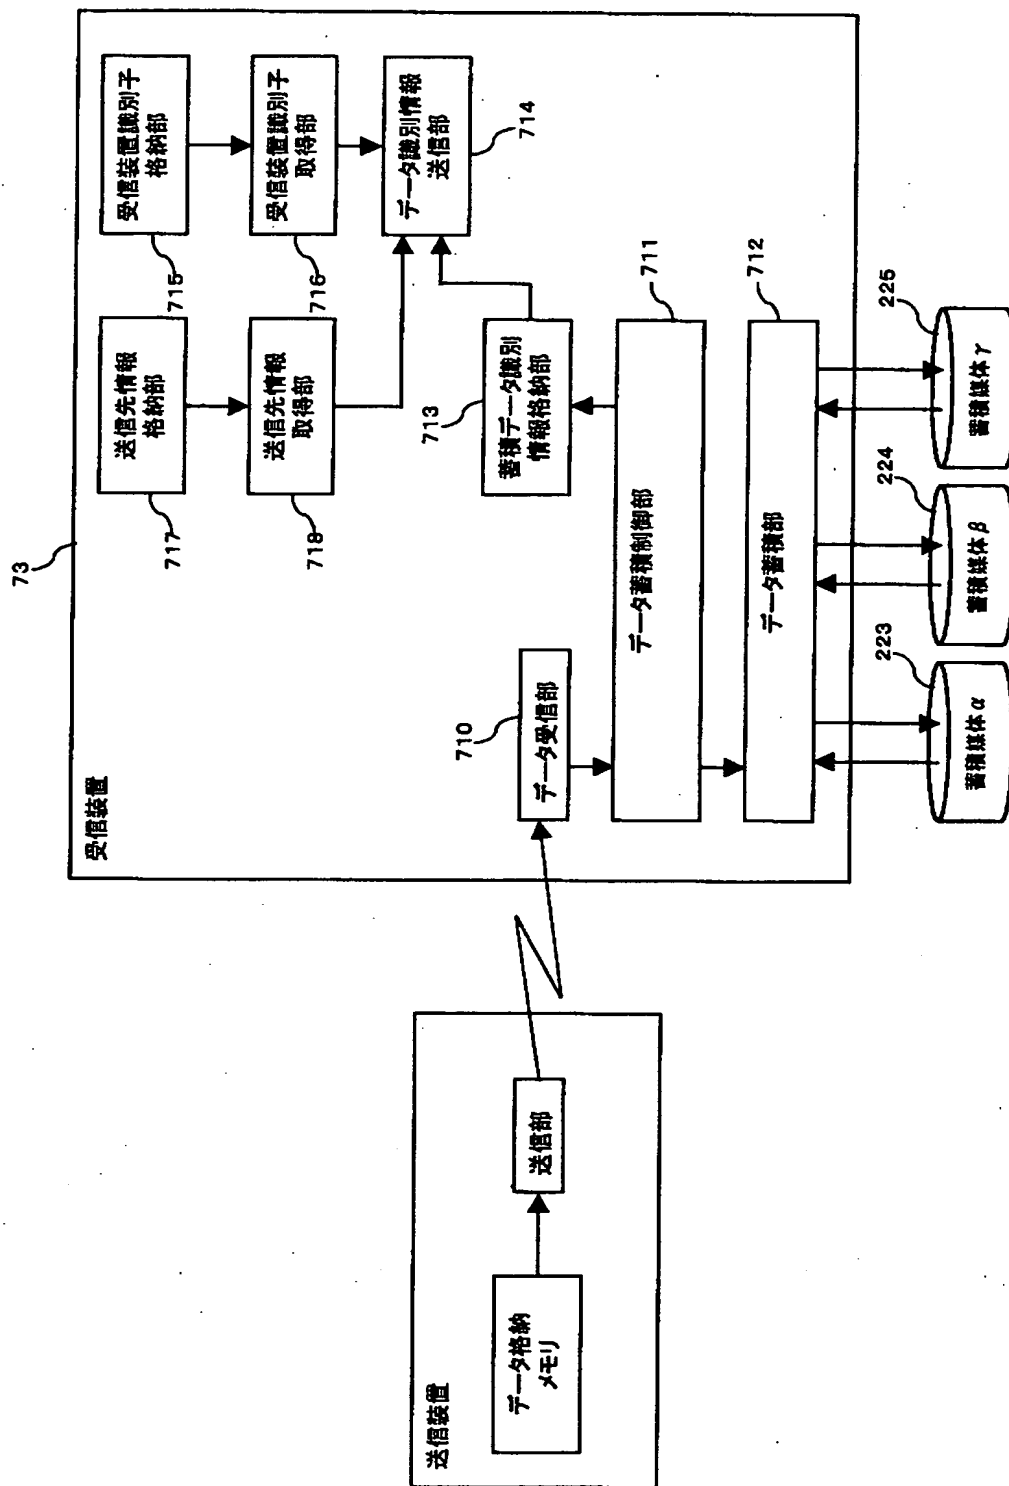 73
受信装置
受信装置識別子
格納部
715
受信装置識別子
取得部
716
データ識別情報
送信部
714
送信先情報
格納部
717
送信先情報
取得部
718
蓄積データ識別
情報格納部
713
データ受信部
710
データ蓄積制御部
711
データ蓄積部
712
蓄積媒体α
223
蓄積媒体β
224
蓄積媒体γ
225
送信装置
データ格納
メモリ
送信部